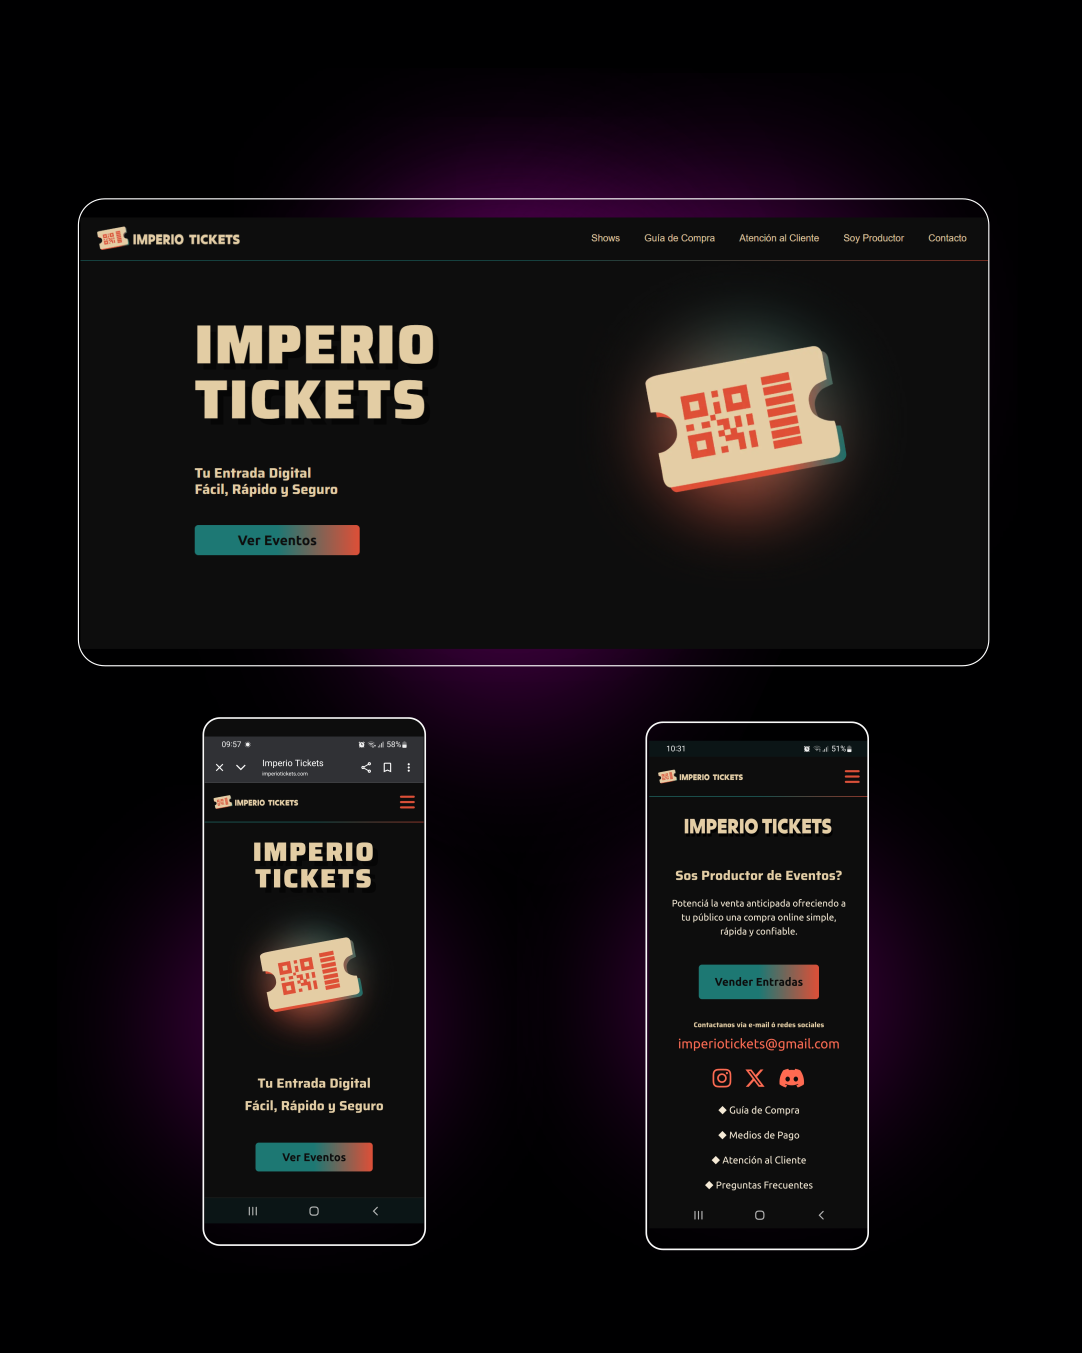 IMPERIO TICKETS
Shows Guía de Compra Atención al Cliente Soy Productor Contacto
IMPERIO
TICKETS
Tu Entrada Digital
Fácil, Rápido y Seguro
Ver Eventos
09:57 58%
Imperio Tickets
imperiotickets.com
IMPERIO TICKETS
IMPERIO
TICKETS
Tu Entrada Digital
Fácil, Rápido y Seguro
Ver Eventos
10:31 51%
IMPERIO TICKETS
IMPERIO TICKETS
Sos Productor de Eventos?
Potenciá la venta anticipada ofreciendo a
tu público una compra online simple,
rápida y confiable.
Vender Entradas
Contactanos vía e-mail ó redes sociales
imperiotickets@gmail.com
◆ Guía de Compra
◆ Medios de Pago
◆ Atención al Cliente
◆ Preguntas Frecuentes